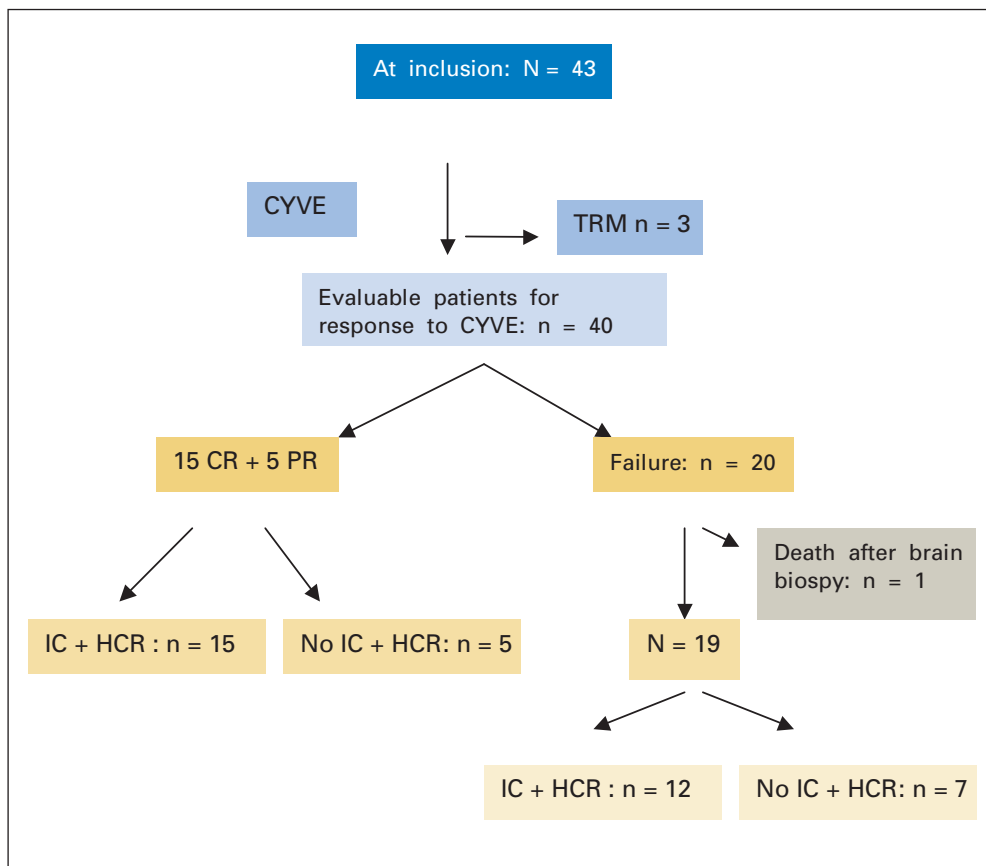 At inclusion: N = 43
CYVE
TRM n = 3
Evaluable patients for
response to CYVE: n = 40
15 CR + 5 PR
Failure: n = 20
Death after brain
biospy: n = 1
IC + HCR : n = 15
No IC + HCR: n = 5
N = 19
IC + HCR : n = 12
No IC + HCR: n = 7